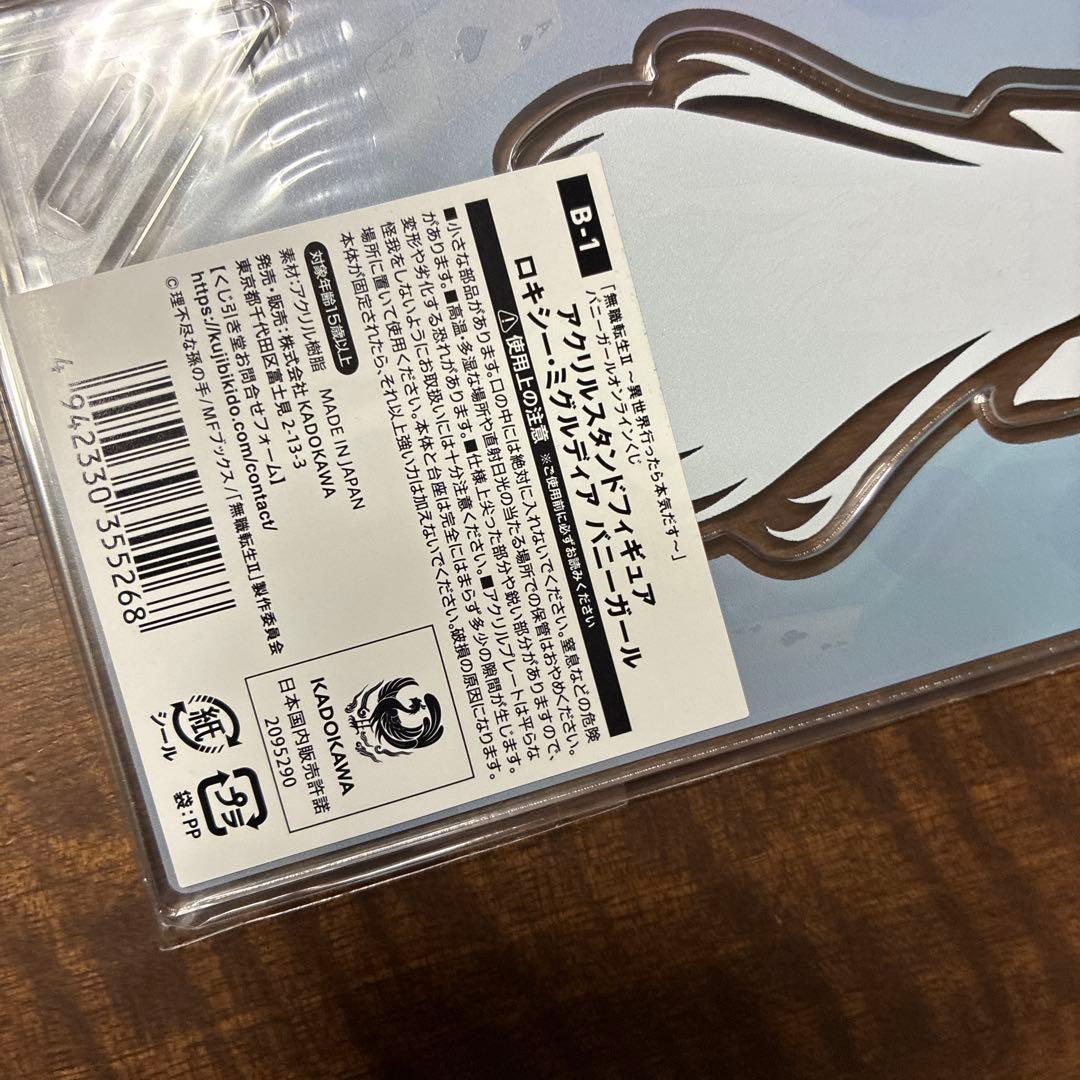 B-1
「無職転生Ⅱ ～異世界行ったら本気だす～」
バニーガールオンラインくじ
アクリルスタンドフィギュア
ロキシー・ミグルディア バニーガール
⚠ 使用上の注意 ※ご使用前に必ずお読みください
■小さな部品があります。口の中には絶対に入れないでください。窒息などの危険
があります。■高温・多湿な場所や直射日光の当たる場所での保管はおやめください。
変形や劣化する恐れがあります。■仕様上尖った部分や鋭い部分がありますので、
怪我をしないようにお取扱いには十分注意ください。■アクリルプレートは平らな
場所に置いて使用ください。本体と台座は完全にはまらず多少の隙間が生じます。
本体が固定されたら、それ以上強い力は加えないでください。破損の原因になります。
対象年齢15歳以上
素材：アクリル樹脂 MADE IN JAPAN
発売・販売：株式会社 KADOKAWA
東京都千代田区富士見 2-13-3
【くじ引き堂お問合せフォーム】
https://kujibikido.com/contact/
©理不尽な孫の手/MFブックス/「無職転生Ⅱ」製作委員会
4 942330 355268
KADOKAWA
日本国内販売許諾
2095290
紙
シール
プラ
袋：PP